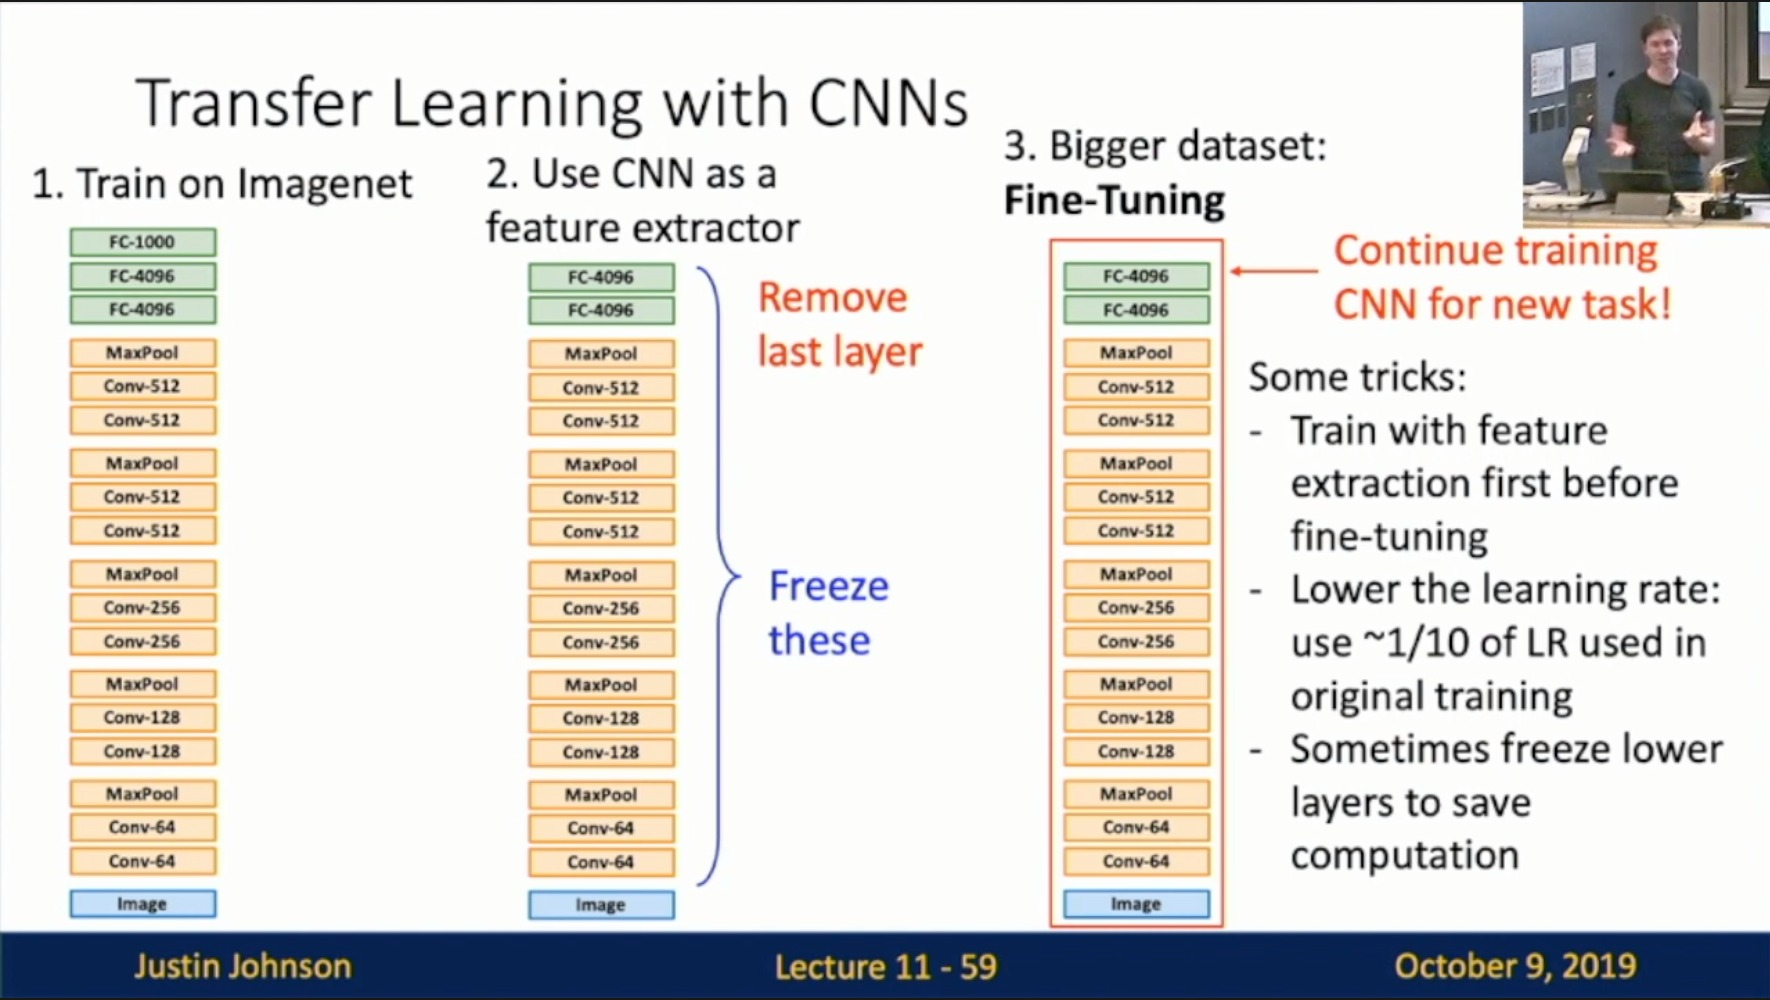 Transfer Learning with CNNs
1. Train on Imagenet
FC-1000
FC-4096
FC-4096
MaxPool
Conv-512
Conv-512
MaxPool
Conv-512
Conv-512
MaxPool
Conv-256
Conv-256
MaxPool
Conv-128
Conv-128
MaxPool
Conv-64
Conv-64
Image
2. Use CNN as a
feature extractor
FC-4096
FC-4096
MaxPool
Conv-512
Conv-512
MaxPool
Conv-512
Conv-512
MaxPool
Conv-256
Conv-256
MaxPool
Conv-128
Conv-128
MaxPool
Conv-64
Conv-64
Image
Remove
last layer
Freeze
these
3. Bigger dataset:
Fine-Tuning
FC-4096
FC-4096
MaxPool
Conv-512
Conv-512
MaxPool
Conv-512
Conv-512
MaxPool
Conv-256
Conv-256
MaxPool
Conv-128
Conv-128
MaxPool
Conv-64
Conv-64
Image
Continue training
CNN for new task!
Some tricks:
- Train with feature
extraction first before
fine-tuning
- Lower the learning rate:
use ~1/10 of LR used in
original training
- Sometimes freeze lower
layers to save
computation
Justin Johnson
Lecture 11 - 59
October 9, 2019